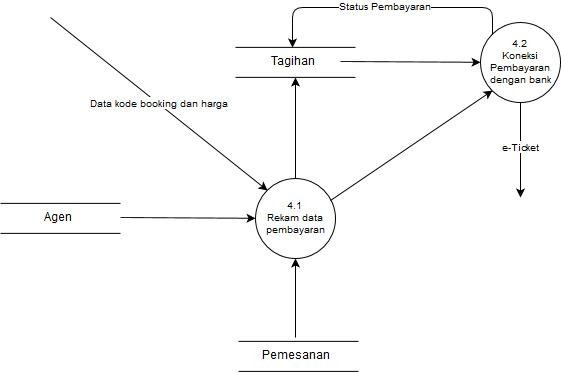 Status Pembayaran
4.2
Koneksi
Pembayaran
dengan bank
Tagihan
Data kode booking dan harga
e-Ticket
4.1
Rekam data
pembayaran
Agen
Pemesanan